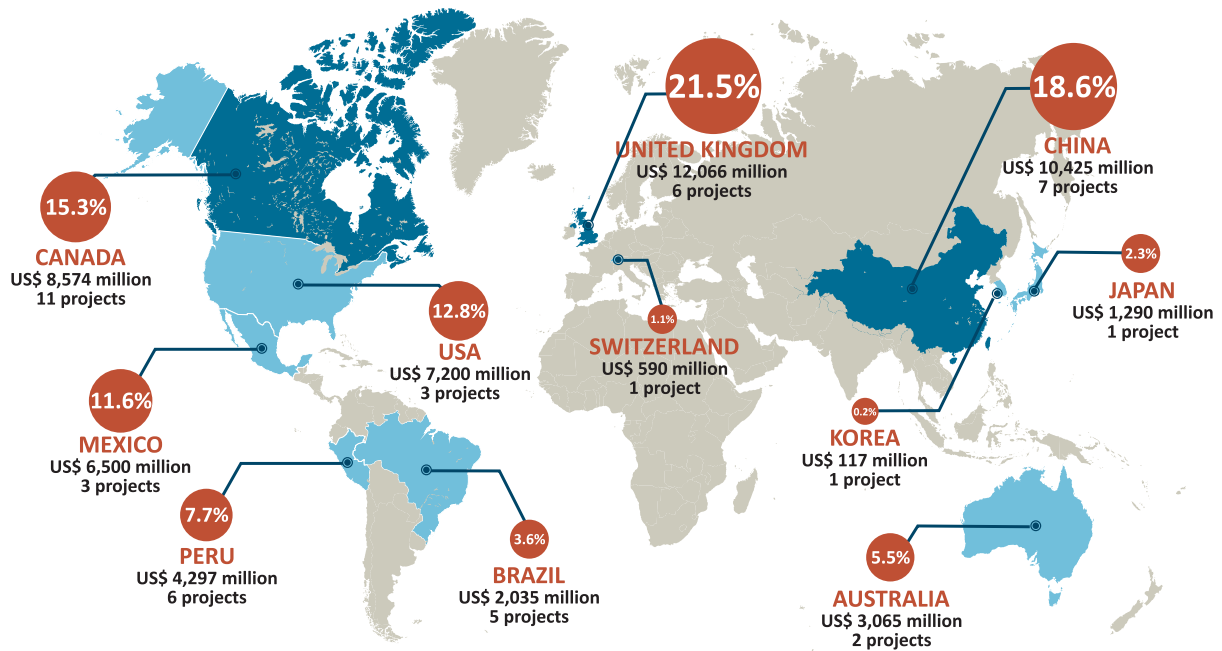 21.5%
UNITED KINGDOM
US$ 12,066 million
6 projects
18.6%
CHINA
US$ 10,425 million
7 projects
15.3%
CANADA
US$ 8,574 million
11 projects
12.8%
USA
US$ 7,200 million
3 projects
1.1%
SWITZERLAND
US$ 590 million
1 project
2.3%
JAPAN
US$ 1,290 million
1 project
11.6%
MEXICO
US$ 6,500 million
3 projects
0.2%
KOREA
US$ 117 million
1 project
7.7%
PERU
US$ 4,297 million
6 projects
3.6%
BRAZIL
US$ 2,035 million
5 projects
5.5%
AUSTRALIA
US$ 3,065 million
2 projects